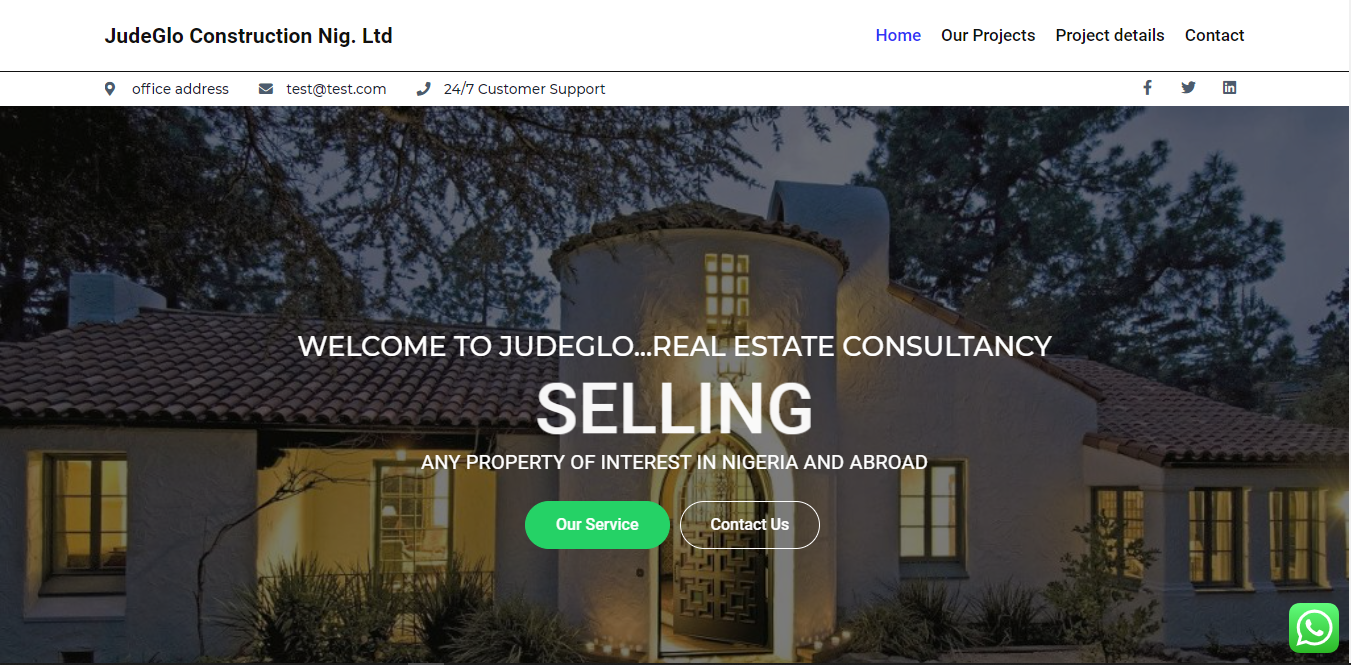 JudeGlo Construction Nig. Ltd
Home Our Projects Project details Contact
office address test@test.com 24/7 Customer Support
WELCOME TO JUDEGLO...REAL ESTATE CONSULTANCY
SELLING
ANY PROPERTY OF INTEREST IN NIGERIA AND ABROAD
Our Service Contact Us